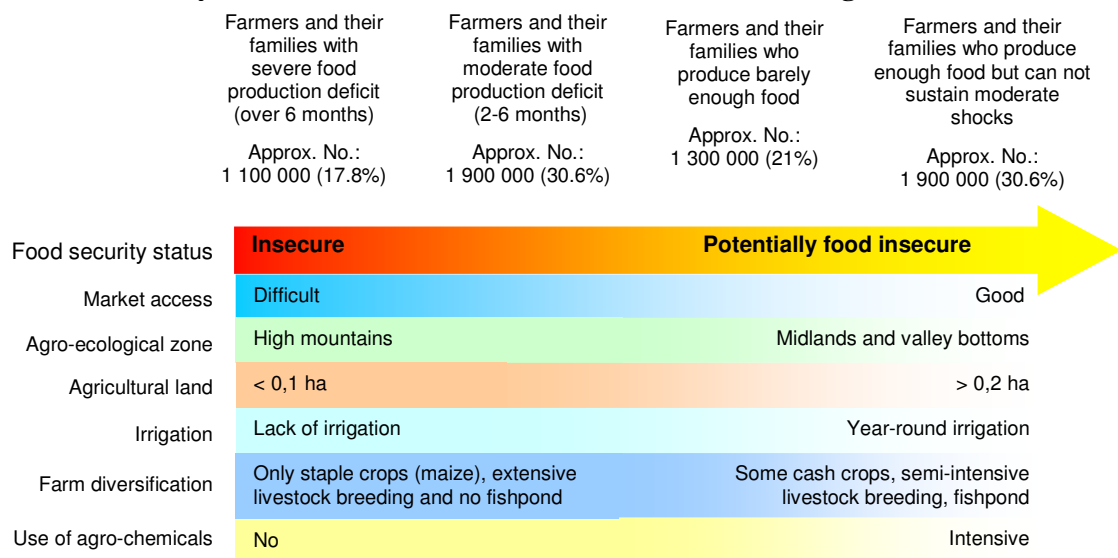 Farmers and their
families with
severe food
production deficit
(over 6 months)
Approx. No.:
1 100 000 (17.8%)
Farmers and their
families with
moderate food
production deficit
(2-6 months)
Approx. No.:
1 900 000 (30.6%)
Farmers and their
families who
produce barely
enough food
Approx. No.:
1 300 000 (21%)
Farmers and their
families who produce
enough food but can not
sustain moderate
shocks
Approx. No.:
1 900 000 (30.6%)
Food security status
Insecure
Potentially food insecure
Market access
Difficult
Good
Agro-ecological zone
High mountains
Midlands and valley bottoms
Agricultural land
< 0,1 ha
> 0,2 ha
Irrigation
Lack of irrigation
Year-round irrigation
Farm diversification
Only staple crops (maize), extensive
livestock breeding and no fishpond
Some cash crops, semi-intensive
livestock breeding, fishpond
Use of agro-chemicals
No
Intensive